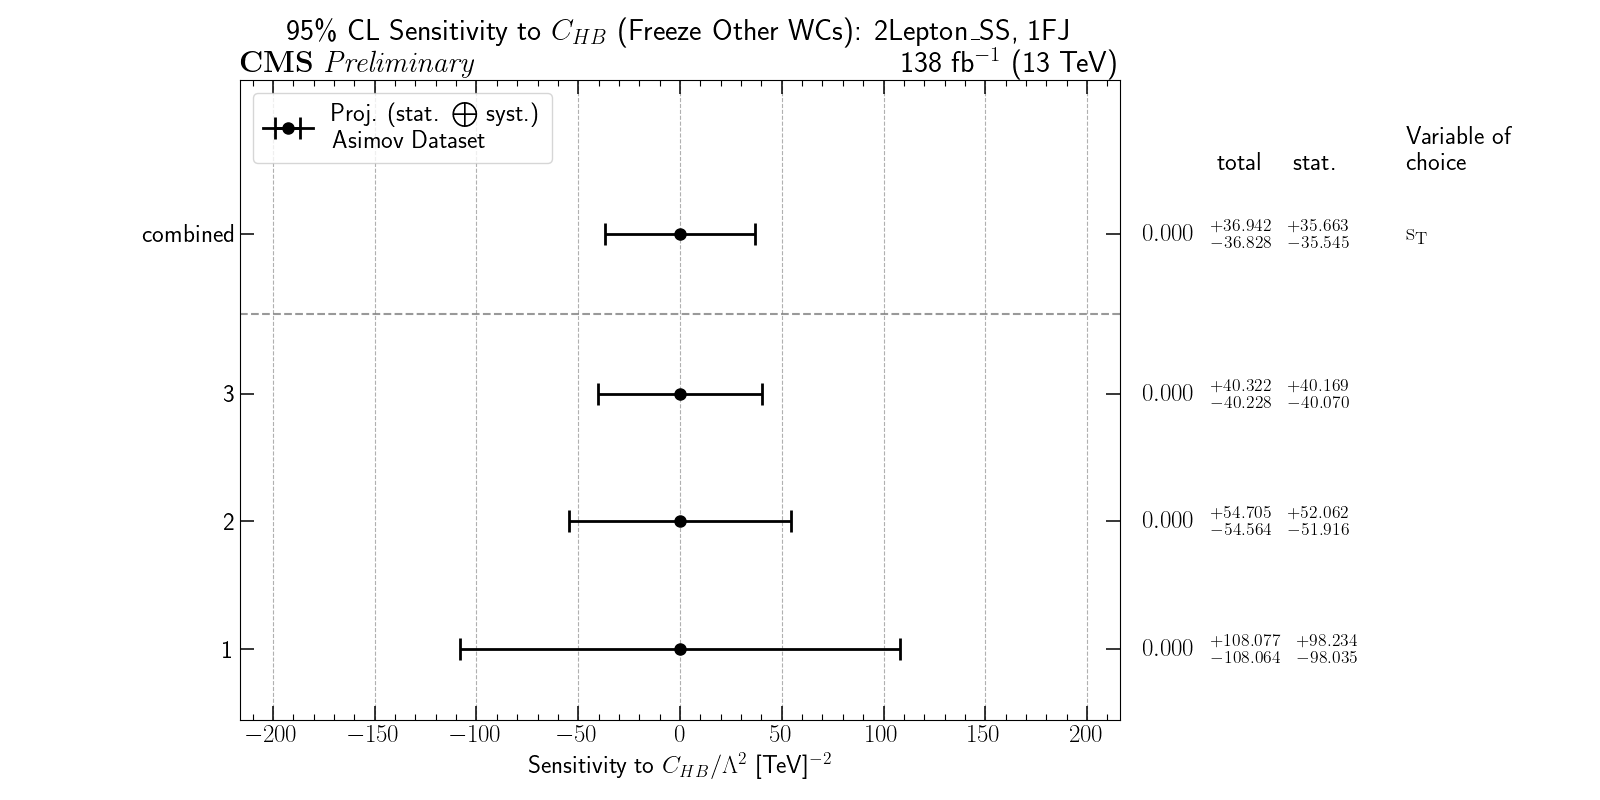 95% CL Sensitivity to C_{HB} (Freeze Other WCs): 2Lepton_SS, 1FJ
CMS Preliminary 138 fb^{-1} (13 TeV)
Proj. (stat. ⨁ syst.)
Asimov Dataset
Variable of
total stat. choice
combined 0.000 +36.942 +35.663 s_T
-36.828 -35.545
3 0.000 +40.322 +40.169
-40.228 -40.070
2 0.000 +54.705 +52.062
-54.564 -51.916
1 0.000 +108.077 +98.234
-108.064 -98.035
-200 -150 -100 -50 0 50 100 150 200
Sensitivity to C_{HB}/Λ^2 [TeV]^{-2}